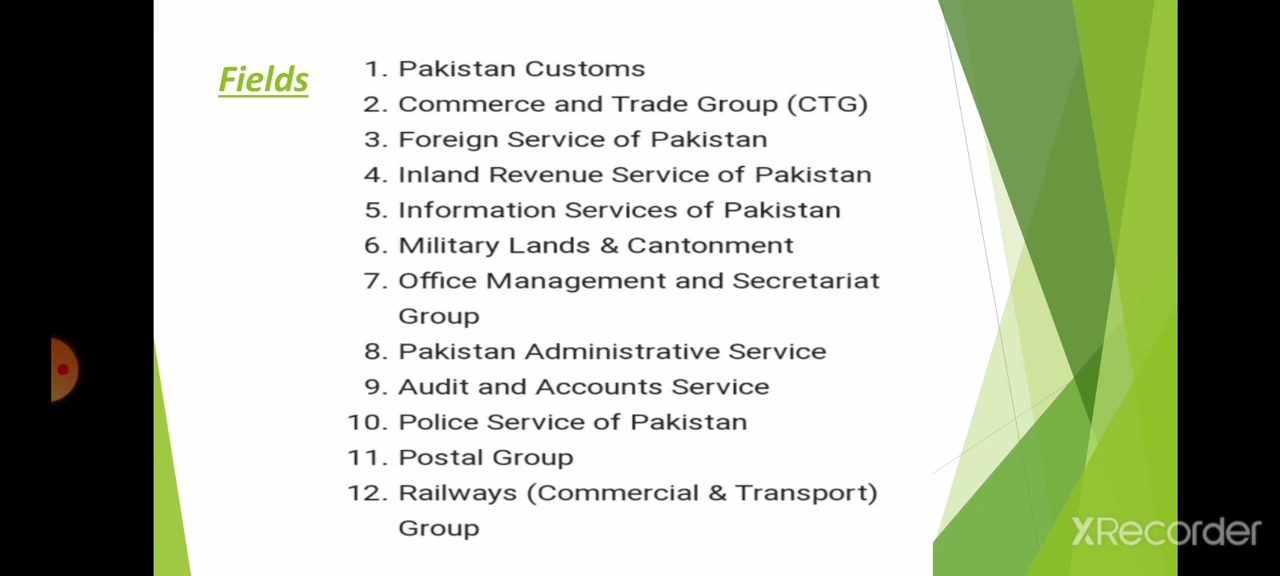 Fields
1. Pakistan Customs
2. Commerce and Trade Group (CTG)
3. Foreign Service of Pakistan
4. Inland Revenue Service of Pakistan
5. Information Services of Pakistan
6. Military Lands & Cantonment
7. Office Management and Secretariat
Group
8. Pakistan Administrative Service
9. Audit and Accounts Service
10. Police Service of Pakistan
11. Postal Group
12. Railways (Commercial & Transport)
Group
XRecorder